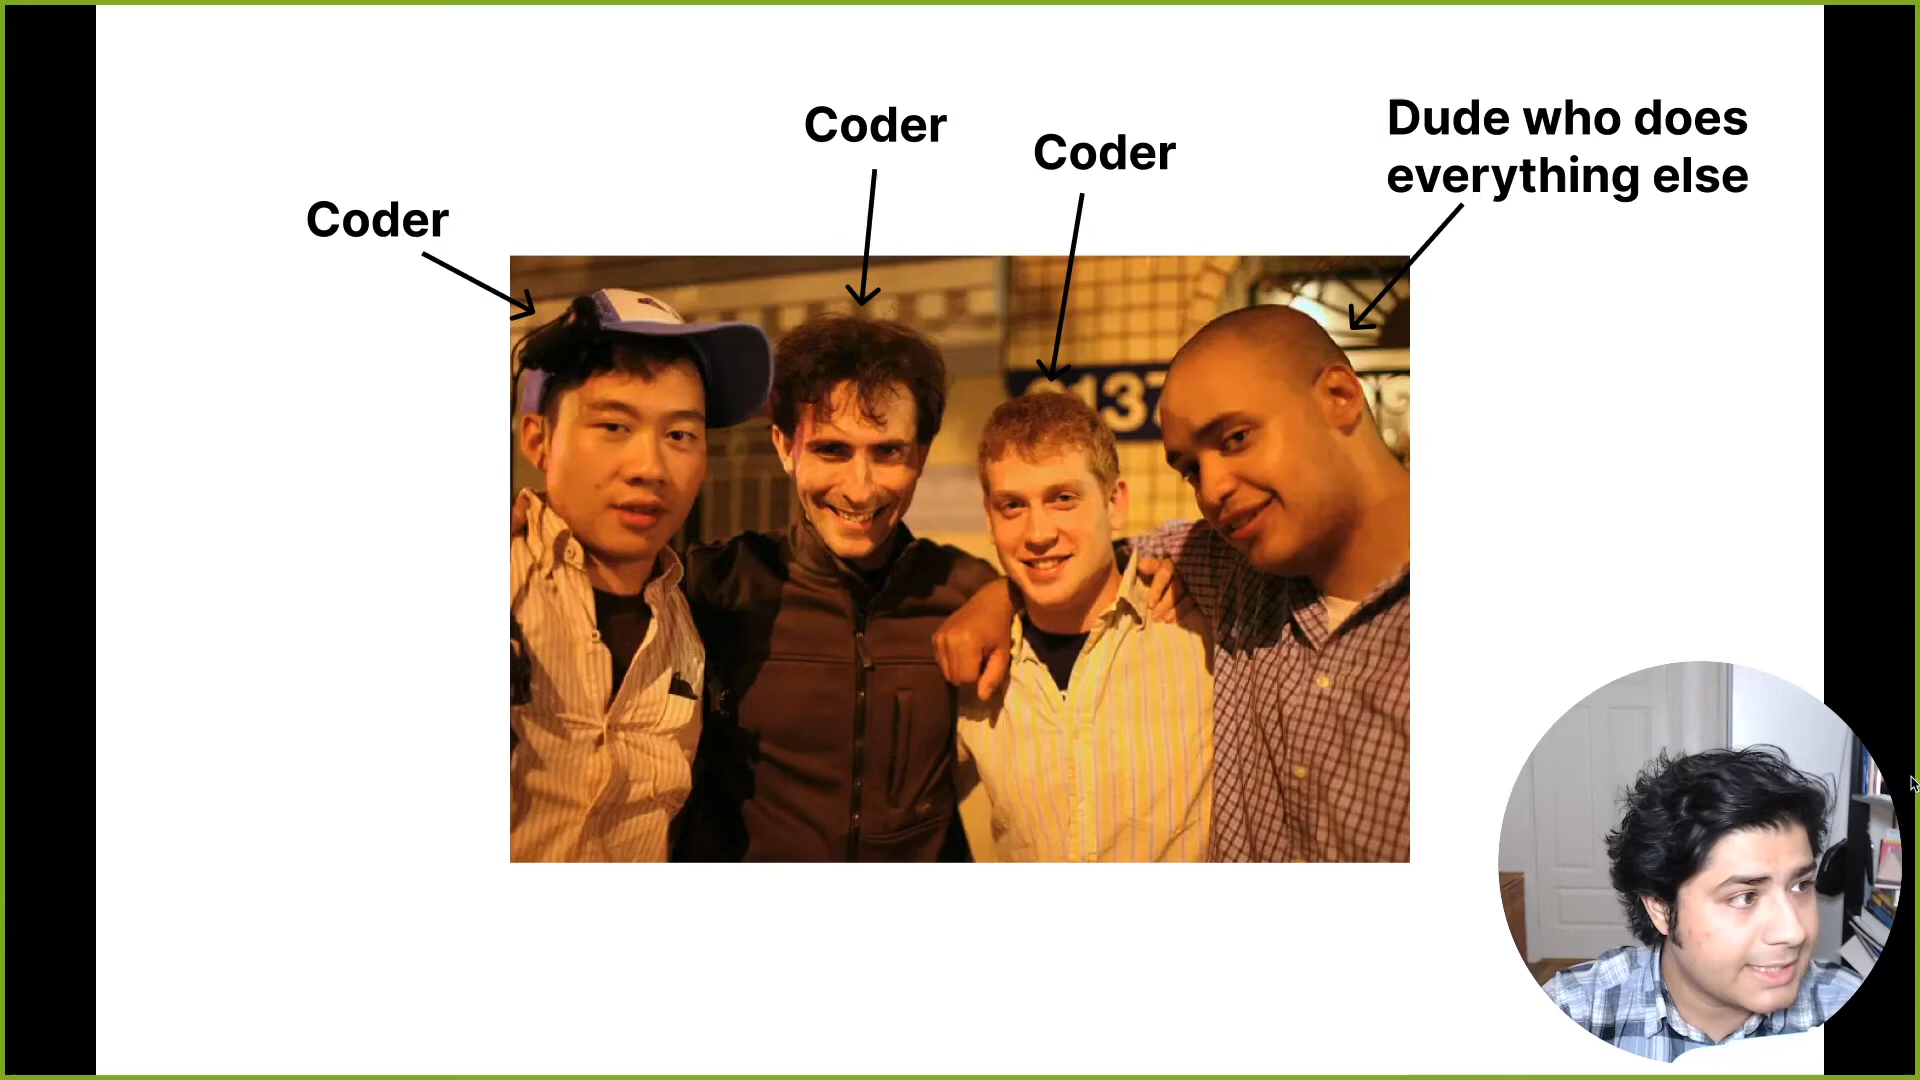 Coder
Coder
Coder
Dude who does
everything else